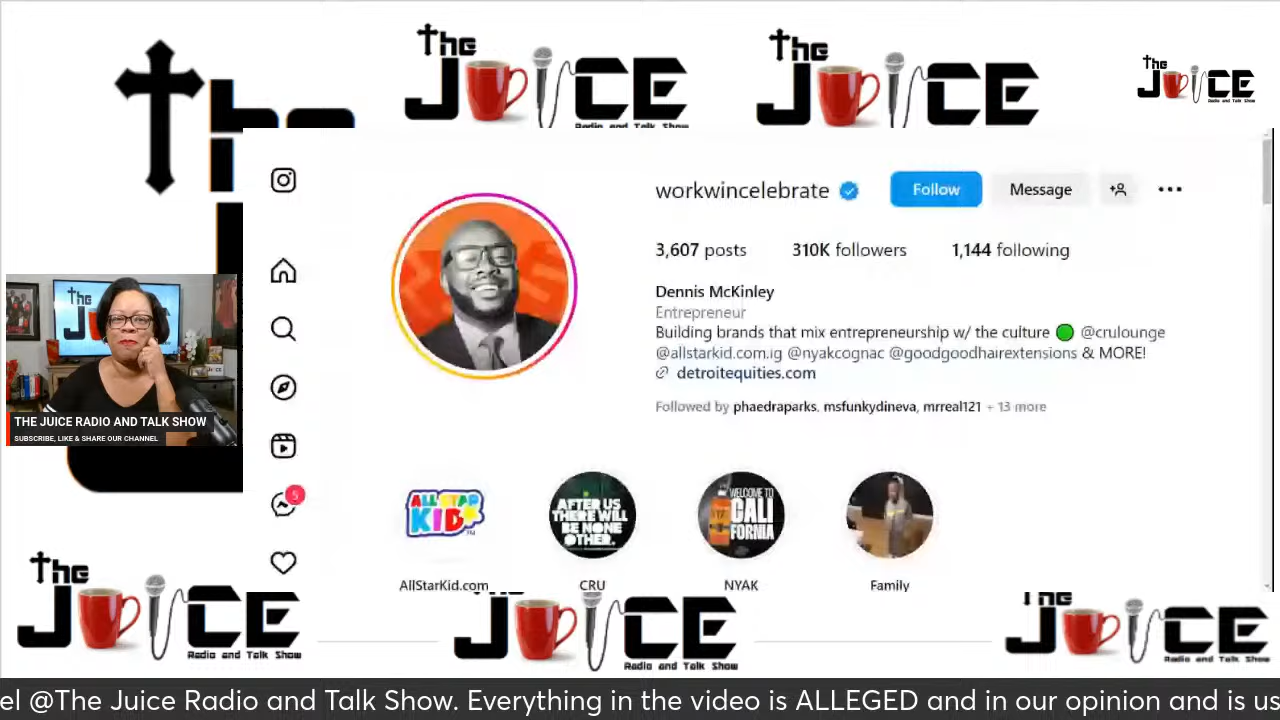 The
JUICE
Radio and Talk Show
The
JUICE
The
JUICE
Radio and Talk Show
The
workwincelebrate
Follow
Message
3,607 posts
310K followers
1,144 following
Dennis McKinley
Entrepreneur
Building brands that mix entrepreneurship w/ the culture 🟢 @crulounge
@allstarkid.com.ig @nyakcognac @goodgoodhairextensions & MORE!
detroitequities.com
Followed by phaedraparks, msfunkydineva, mrreal121 + 13 more
The
THE JUICE RADIO AND TALK SHOW
SUBSCRIBE, LIKE & SHARE OUR CHANNEL
5
ALL STAR
KID
TM
AFTER US
THERE WILL
BE NONE
OTHER.
WELCOME TO
CALI
FORNIA
AllStarKid.com
CRU
NYAK
Family
The
JUICE
Radio and Talk Show
JUICE
Radio and Talk Show
The
JUICE
Radio and Talk Show
el @The Juice Radio and Talk Show. Everything in the video is ALLEGED and in our opinion and is us